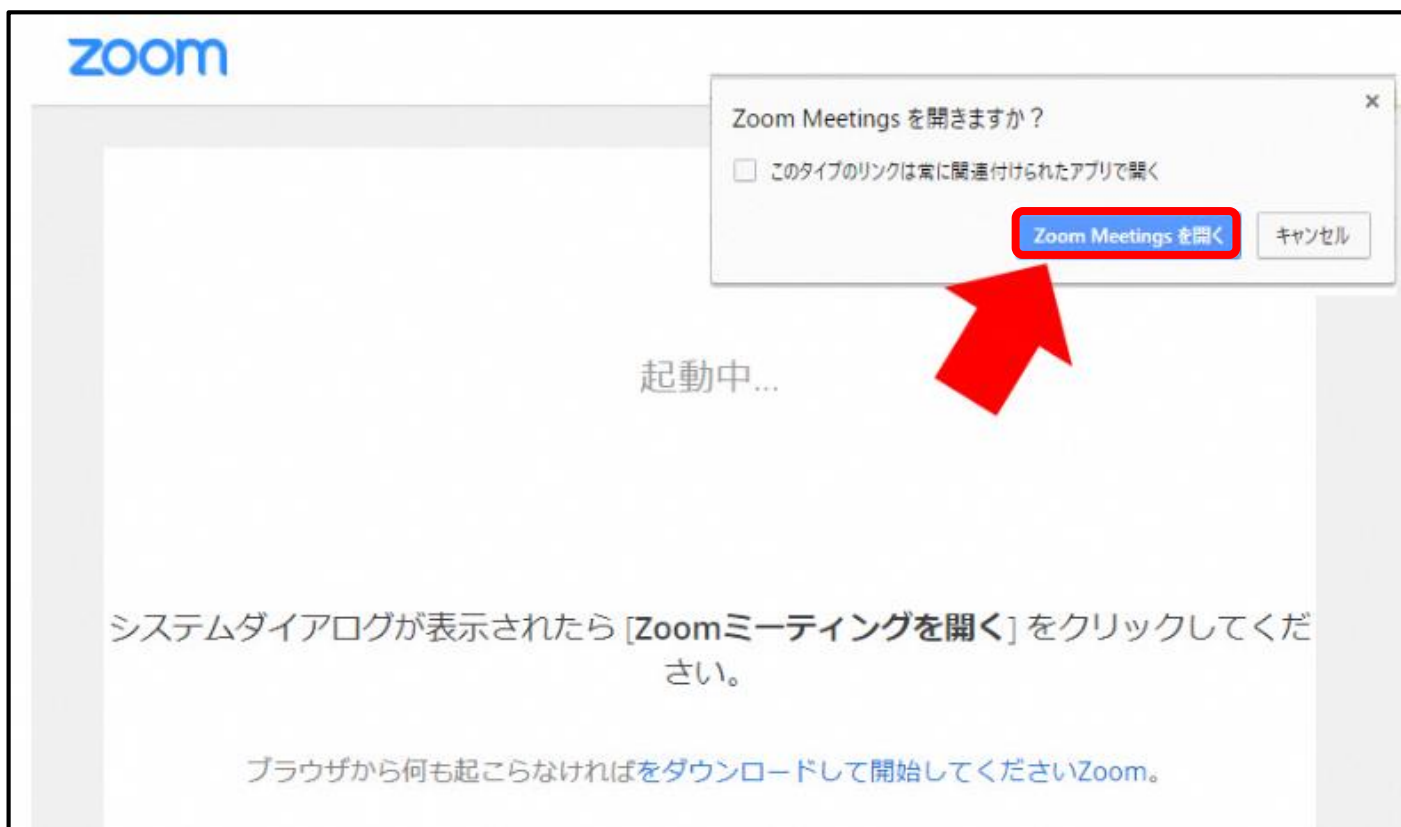 zoom
Zoom Meetings を開きますか？
×
このタイプのリンクは常に関連付けられたアプリで開く
Zoom Meetings を開く
キャンセル
起動中...
システムダイアログが表示されたら [Zoomミーティングを開く] をクリックしてくだ
さい。
ブラウザから何も起こらなければをダウンロードして開始してくださいZoom。